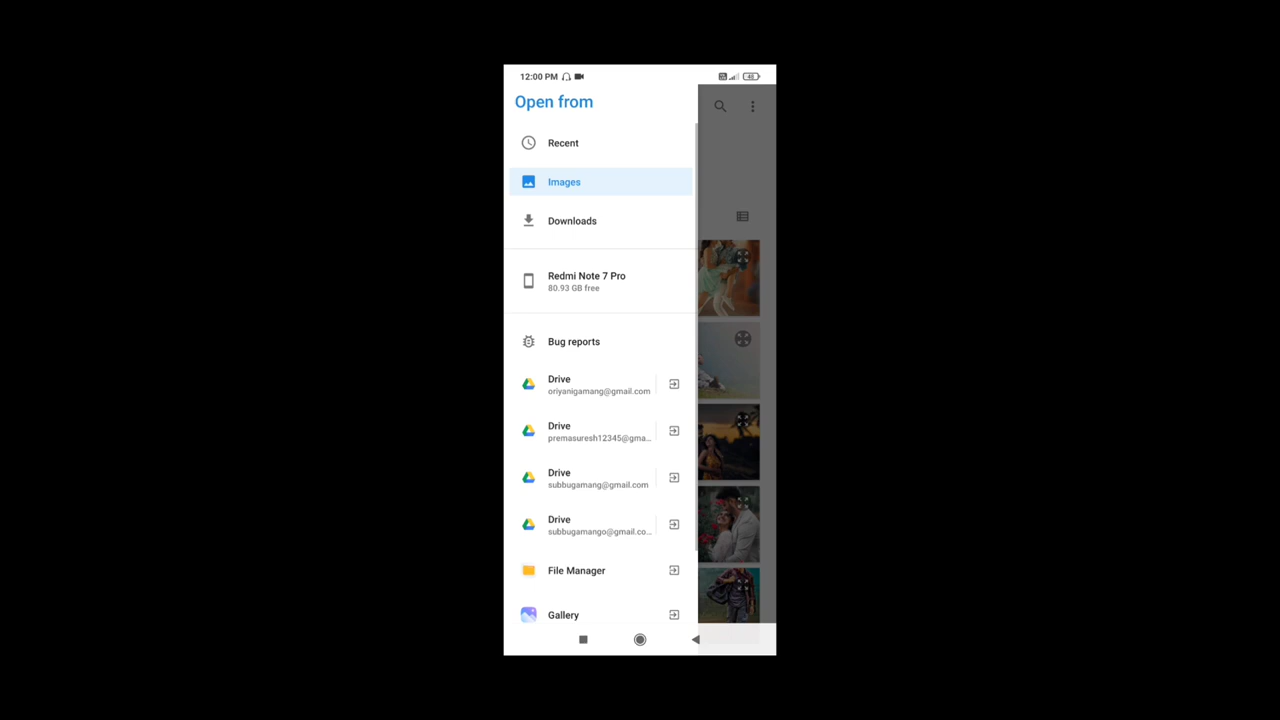 12:00 PM
48
Open from
Recent
Images
Downloads
Redmi Note 7 Pro
80.93 GB free
Bug reports
Drive
oriyanigamang@gmail.com
Drive
premasuresh12345@gma...
Drive
subbugamang@gmail.com
Drive
subbugamango@gmail.co...
File Manager
Gallery